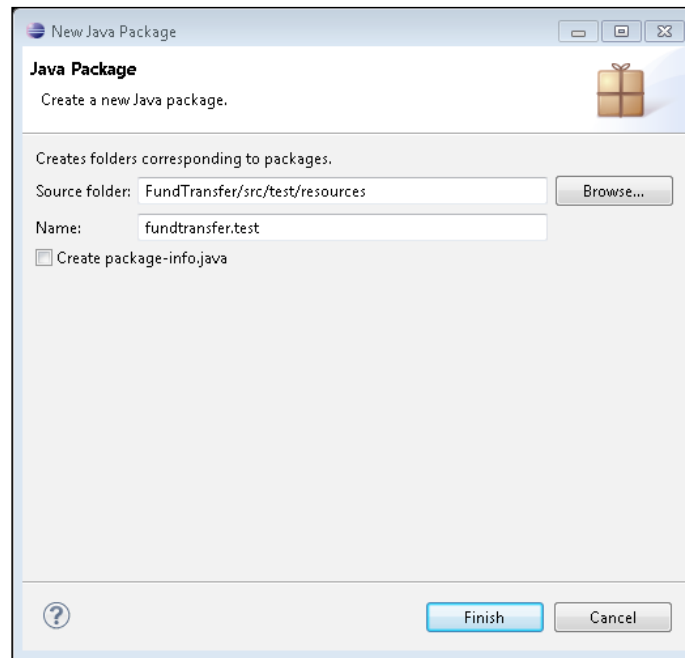 New Java Package
Java Package
Create a new Java package.
Creates folders corresponding to packages.
Source folder: FundTransfer/src/test/resources Browse...
Name: fundtransfer.test
Create package-info.java
? Finish Cancel